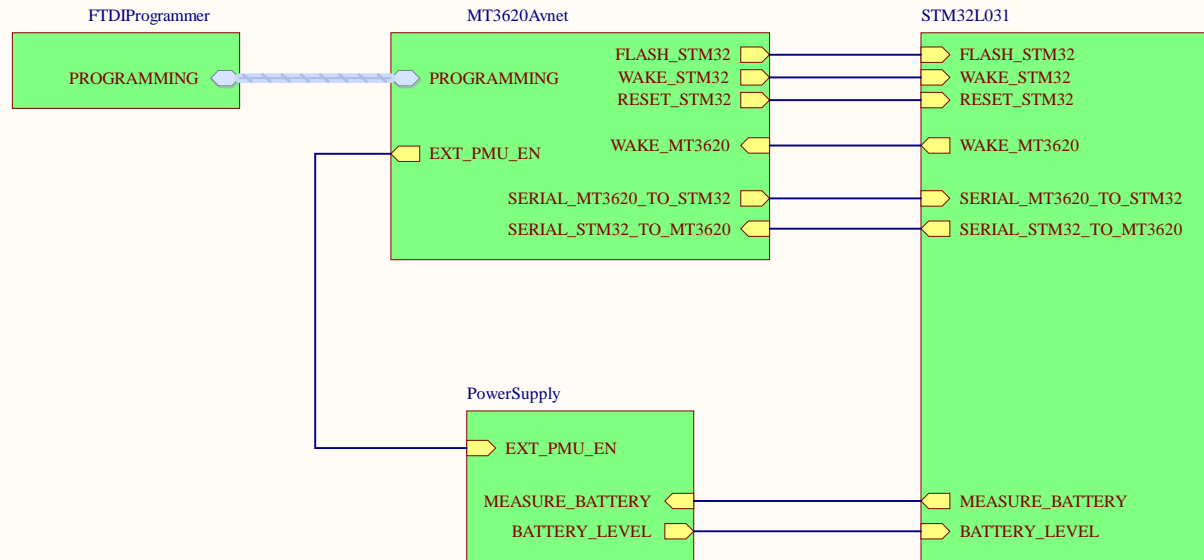 FTDIProgrammer
PROGRAMMING
MT3620Avnet
PROGRAMMING
EXT_PMU_EN
FLASH_STM32
WAKE_STM32
RESET_STM32
WAKE_MT3620
SERIAL_MT3620_TO_STM32
SERIAL_STM32_TO_MT3620
STM32L031
FLASH_STM32
WAKE_STM32
RESET_STM32
WAKE_MT3620
SERIAL_MT3620_TO_STM32
SERIAL_STM32_TO_MT3620
MEASURE_BATTERY
BATTERY_LEVEL
PowerSupply
EXT_PMU_EN
MEASURE_BATTERY
BATTERY_LEVEL